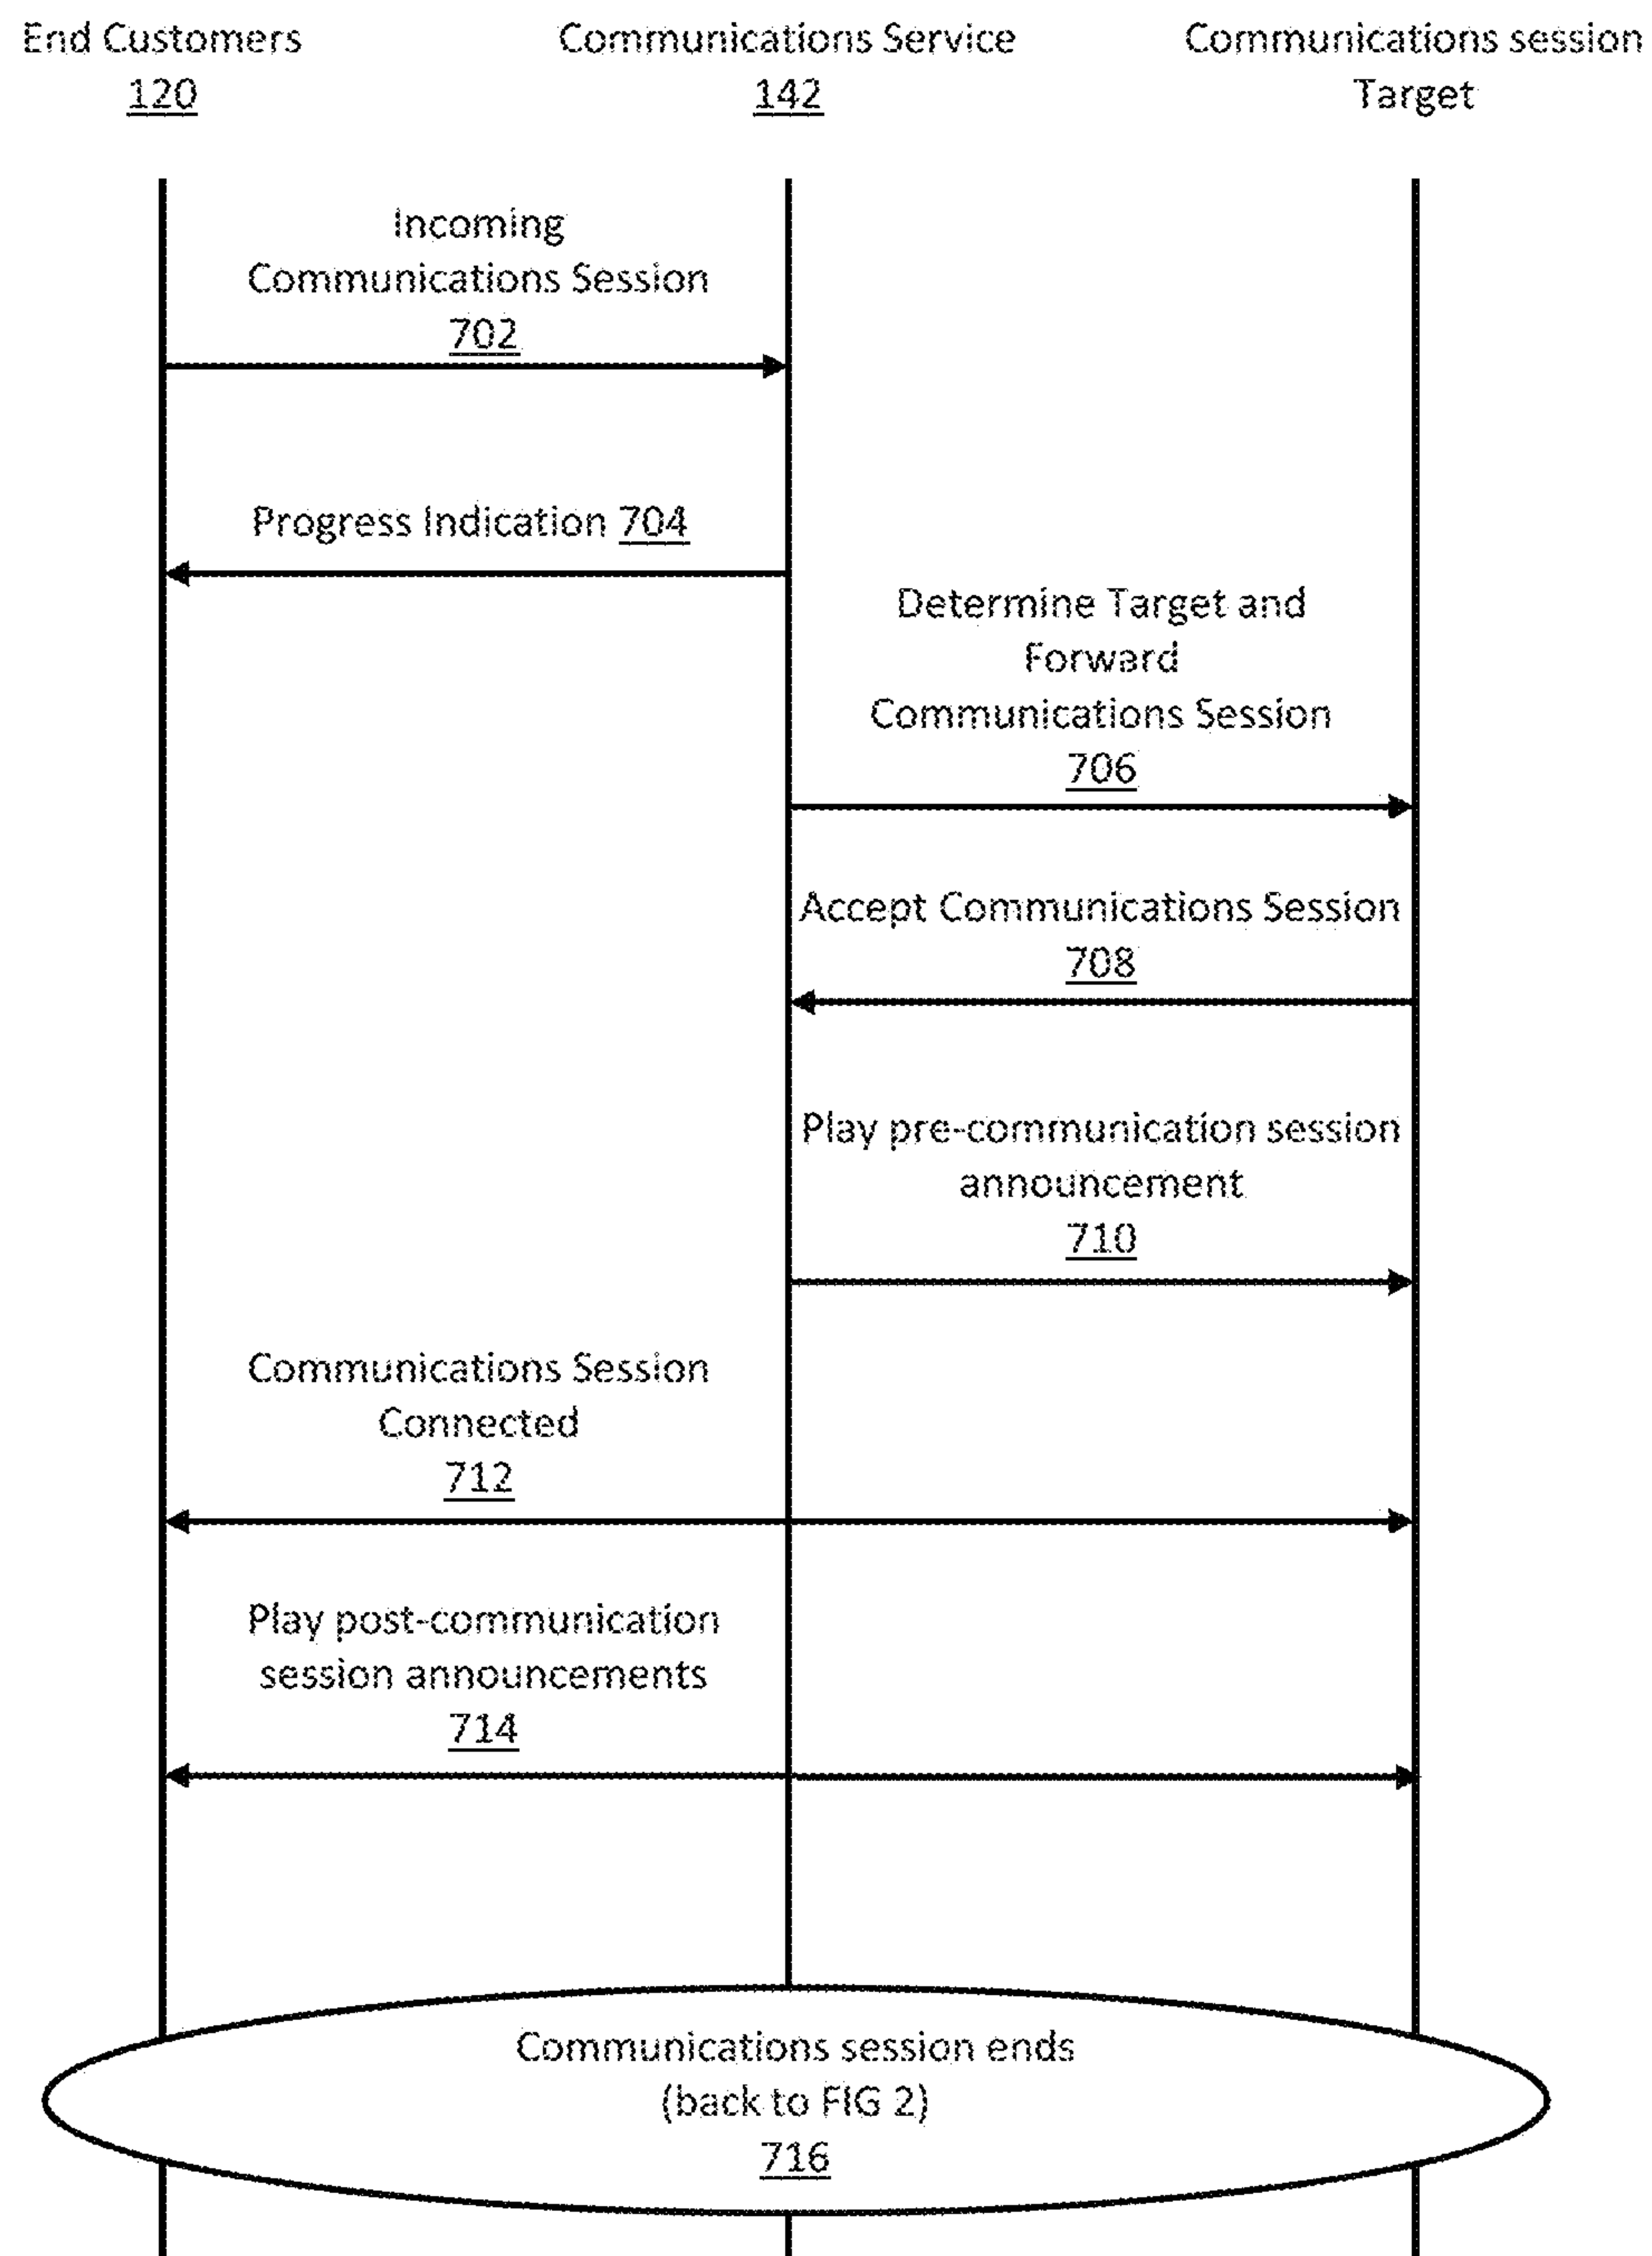 End Customers
120
Communications Service
142
Communications session
Target
Incoming
Communications Session
702
Progress Indication 704
Determine Target and
Forward
Communications Session
706
Accept Communications Session
708
Play pre-communication session
announcement
710
Communications Session
Connected
712
Play post-communication
session announcements
714
Communications session ends
(back to FIG 2)
716